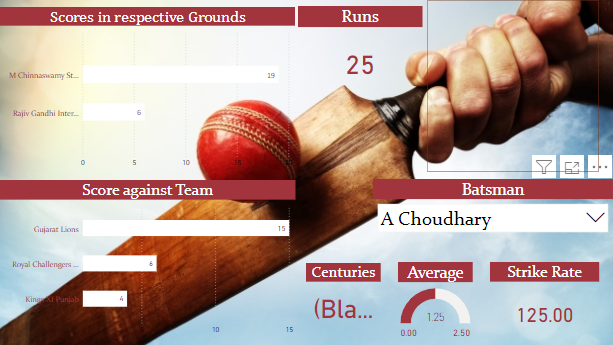 Scores in respective Grounds
Runs
25
M Chinnaswamy St...
19
Rajiv Gandhi Inter...
6
0
5
10
15
Score against Team
Batsman
A Choudhary
Gujarat Lions
15
Royal Challengers ...
6
Kings XI Punjab
4
10
15
Centuries
Average
Strike Rate
(Bla...
1.25
0.00
2.50
125.00